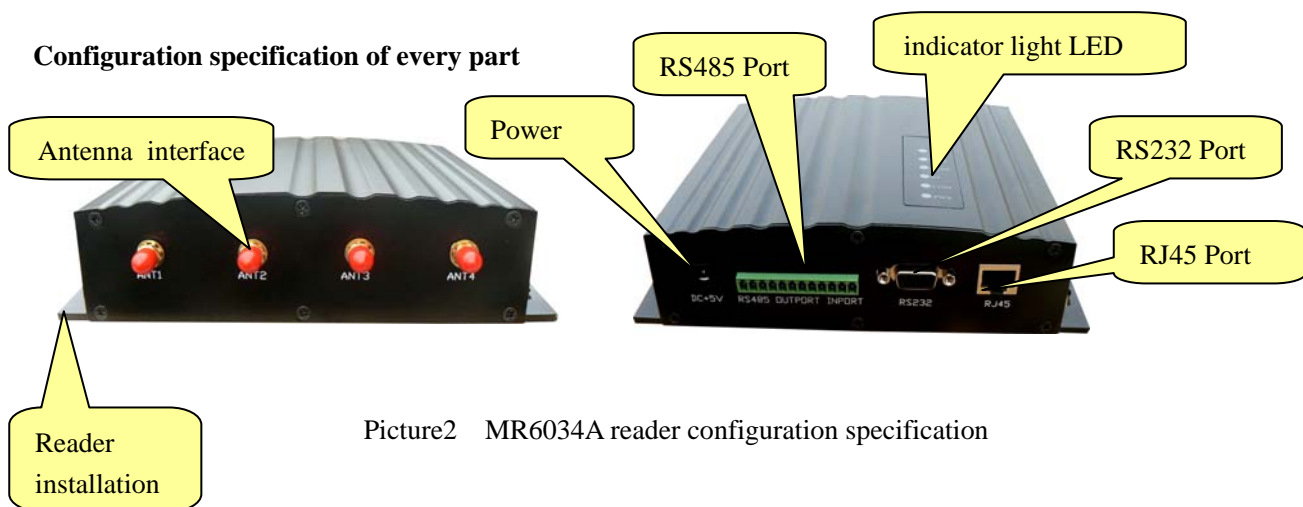 Configuration specification of every part
indicator light LED
RS485 Port
Power
Antenna interface
RS232 Port
RJ45 Port
ANT1
ANT2
ANT3
ANT4
DC+5V
RS485 OUTPORT INPORT
RS232
RJ45
Reader
installation
Picture2 MR6034A reader configuration specification